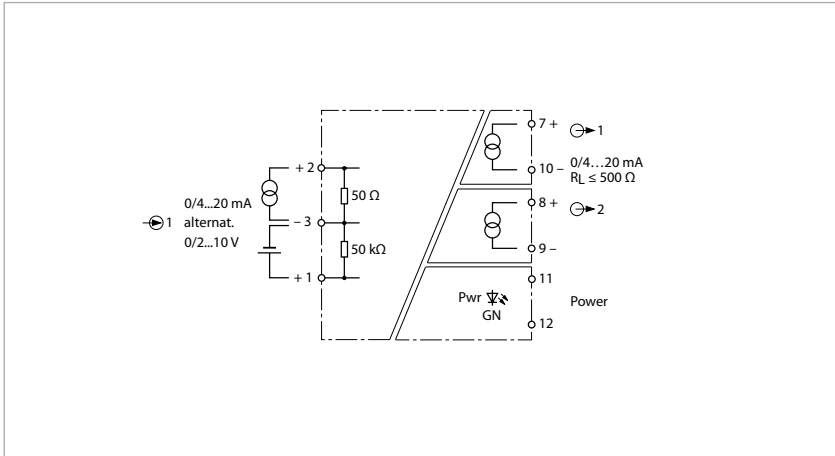 7 +
1
10 –
0/4…20 mA
RL ≤ 500 Ω
8 +
2
9 –
+ 2
50 Ω
0/4...20 mA
1
alternat.
– 3
0/2...10 V
50 kΩ
+ 1
11
Pwr
GN
Power
12